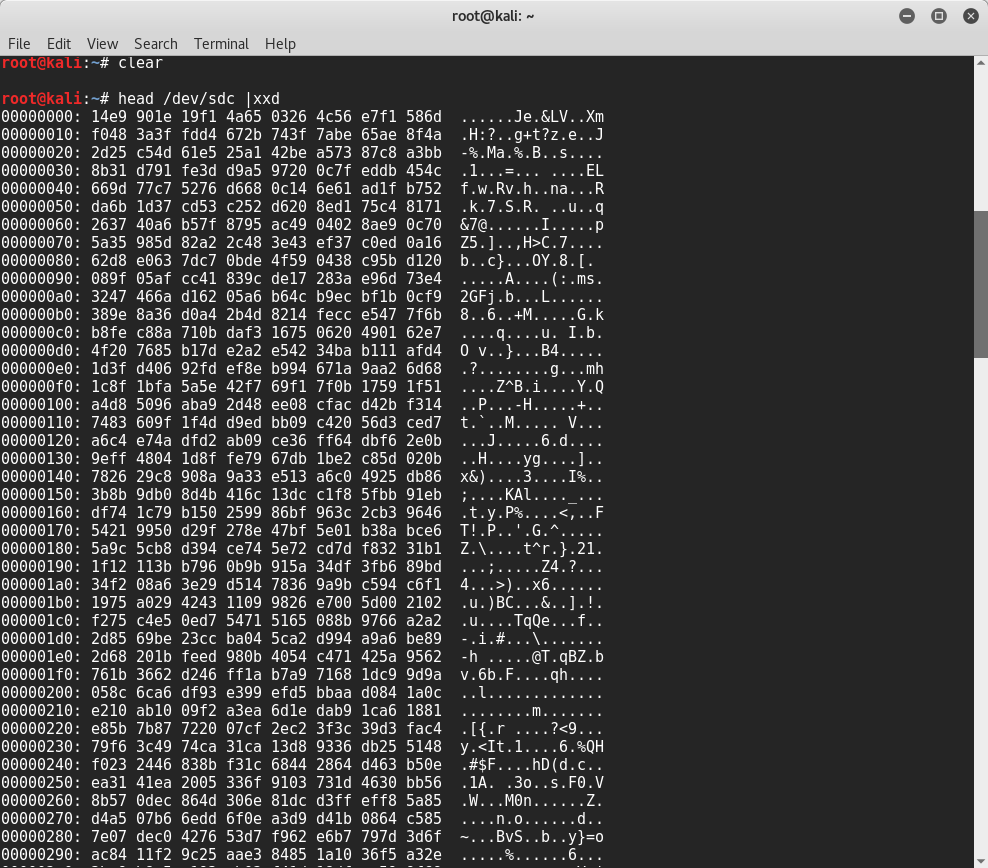 root@kali: ~
File Edit View Search Terminal Help
root@kali:~# clear
root@kali:~# head /dev/sdc |xxd
00000000: 14e9 901e 19f1 4a65 0326 4c56 e7f1 586d  ......Je.&LV..Xm
00000010: f048 3a3f fdd4 672b 743f 7abe 65ae 8f4a  .H:?..g+t?z.e..J
00000020: 2d25 c54d 61e5 25a1 42be a573 87c8 a3bb  -%.Ma.%.B..s....
00000030: 8b31 d791 fe3d d9a5 9720 0c7f eddb 454c  .1...=... ....EL
00000040: 669d 77c7 5276 d668 0c14 6e61 ad1f b752  f.w.Rv.h..na...R
00000050: da6b 1d37 cd53 c252 d620 8ed1 75c4 8171  .k.7.S.R. ..u..q
00000060: 2637 40a6 b57f 8795 ac49 0402 8ae9 0c70  &7@......I.....p
00000070: 5a35 985d 82a2 2c48 3e43 ef37 c0ed 0a16  Z5.]..,H>C.7....
00000080: 62d8 e063 7dc7 0bde 4f59 0438 c95b d120  b..c}...OY.8.[. 
00000090: 089f 05af cc41 839c de17 283a e96d 73e4  .....A....(:.ms.
000000a0: 3247 466a d162 05a6 b64c b9ec bf1b 0cf9  2GFj.b...L......
000000b0: 389e 8a36 d0a4 2b4d 8214 fecc e547 7f6b  8..6..+M.....G.k
000000c0: b8fe c88a 710b daf3 1675 0620 4901 62e7  ....q....u. I.b.
000000d0: 4f20 7685 b17d e2a2 e542 34ba b111 afd4  O v..}...B4.....
000000e0: 1d3f d406 92fd ef8e b994 671a 9aa2 6d68  .?........g...mh
000000f0: 1c8f 1bfa 5a5e 42f7 69f1 7f0b 1759 1f51  ....Z^B.i....Y.Q
00000100: a4d8 5096 aba9 2d48 ee08 cfac d42b f314  ..P...-H.....+..
00000110: 7483 609f 1f4d d9ed bb09 c420 56d3 ced7  t.`..M..... V...
00000120: a6c4 e74a dfd2 ab09 ce36 ff64 dbf6 2e0b  ...J.....6.d....
00000130: 9eff 4804 1d8f fe79 67db 1be2 c85d 020b  ..H....yg....]..
00000140: 7826 29c8 908a 9a33 e513 a6c0 4925 db86  x&)....3....I%..
00000150: 3b8b 9db0 8d4b 416c 13dc c1f8 5fbb 91eb  ;....KAl...._...
00000160: df74 1c79 b150 2599 86bf 963c 2cb3 9646  .t.y.P%....<,..F
00000170: 5421 9950 d29f 278e 47bf 5e01 b38a bce6  T!.P..'.G.^.....
00000180: 5a9c 5cb8 d394 ce74 5e72 cd7d f832 31b1  Z.\....t^r.}.21.
00000190: 1f12 113b b796 0b9b 915a 34df 3fb6 89bd  ...;.....Z4.?...
000001a0: 34f2 08a6 3e29 d514 7836 9a9b c594 c6f1  4...>)..x6......
000001b0: 1975 a029 4243 1109 9826 e700 5d00 2102  .u.)BC...&..].!.
000001c0: f275 c4e5 0ed7 5471 5165 088b 9766 a2a2  .u....TqQe...f..
000001d0: 2d85 69be 23cc ba04 5ca2 d994 a9a6 be89  -.i.#...\.......
000001e0: 2d68 201b feed 980b 4054 c471 425a 9562  -h .....@T.qBZ.b
000001f0: 761b 3662 d246 ff1a b7a9 7168 1dc9 9d9a  v.6b.F....qh....
00000200: 058c 6ca6 df93 e399 efd5 bbaa d084 1a0c  ..l.............
00000210: e210 ab10 09f2 a3ea 6d1e dab9 1ca6 1881  ........m.......
00000220: e85b 7b87 7220 07cf 2ec2 3f3c 39d3 fac4  .[{.r ....?<9...
00000230: 79f6 3c49 74ca 31ca 13d8 9336 db25 5148  y.<It.1....6.%QH
00000240: f023 2446 838b f31c 6844 2864 d463 b50e  .#$F....hD(d.c..
00000250: ea31 41ea 2005 336f 9103 731d 4630 bb56  .1A. .3o..s.F0.V
00000260: 8b57 0dec 864d 306e 81dc d3ff eff8 5a85  .W...M0n......Z.
00000270: d4a5 07b6 6edd 6f0e a3d9 d41b 0864 c585  ....n.o......d..
00000280: 7e07 dec0 4276 53d7 f962 e6b7 797d 3d6f  ~...BvS..b..y}=o
00000290: ac84 11f2 9c25 aae3 8485 1a10 36f5 a32e  .....%......6...